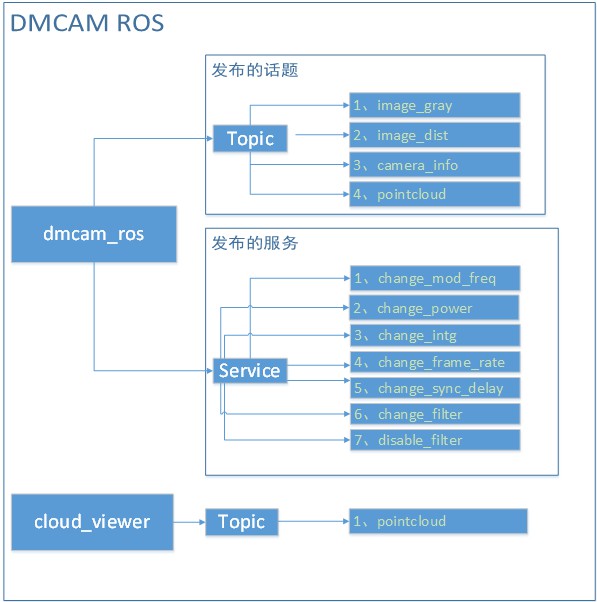 DMCAM ROS
发布的话题
Topic
1、image_gray
2、image_dist
3、camera_info
4、pointcloud
dmcam_ros
发布的服务
Service
1、change_mod_freq
2、change_power
3、change_intg
4、change_frame_rate
5、change_sync_delay
6、change_filter
7、disable_filter
cloud_viewer
Topic
1、pointcloud